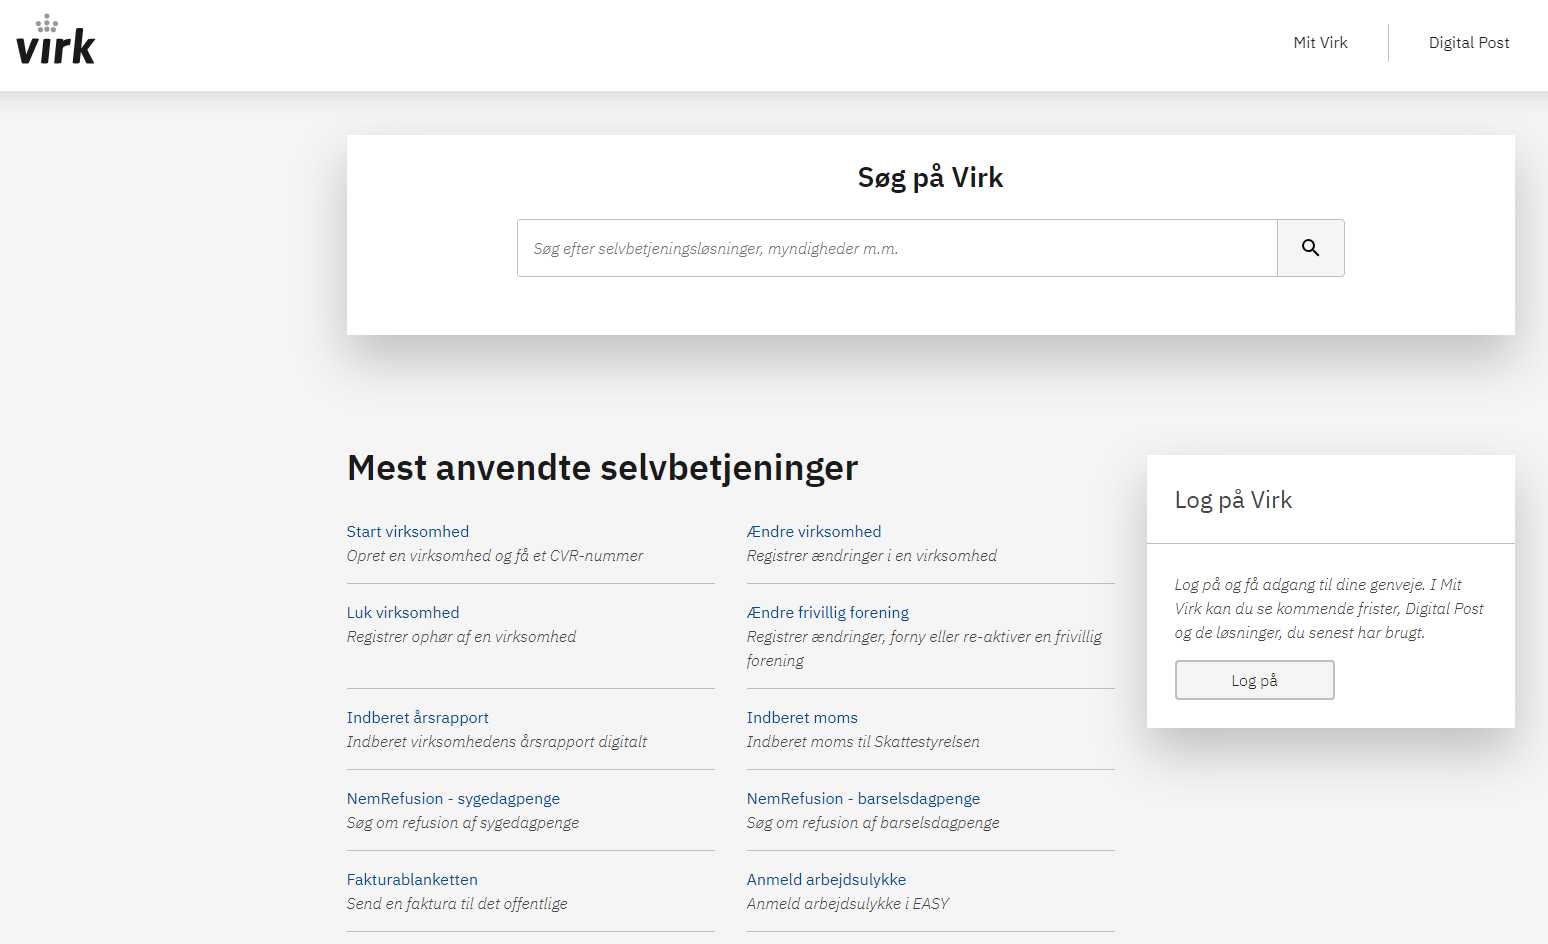 virk
Mit Virk
Digital Post
Søg på Virk
Søg efter selvbetjeningsløsninger, myndigheder m.m.
Mest anvendte selvbetjeninger
Start virksomhed
Opret en virksomhed og få et CVR-nummer
Ændre virksomhed
Registrer ændringer i en virksomhed
Luk virksomhed
Registrer ophør af en virksomhed
Ændre frivillig forening
Registrer ændringer, forny eller re-aktiver en frivillig
forening
Indberet årsrapport
Indberet virksomhedens årsrapport digitalt
Indberet moms
Indberet moms til Skattestyrelsen
NemRefusion - sygedagpenge
Søg om refusion af sygedagpenge
NemRefusion - barselsdagpenge
Søg om refusion af barselsdagpenge
Fakturablanketten
Send en faktura til det offentlige
Anmeld arbejdsulykke
Anmeld arbejdsulykke i EASY
Log på Virk
Log på og få adgang til dine genveje. I Mit
Virk kan du se kommende frister, Digital Post
og de løsninger, du senest har brugt.
Log på